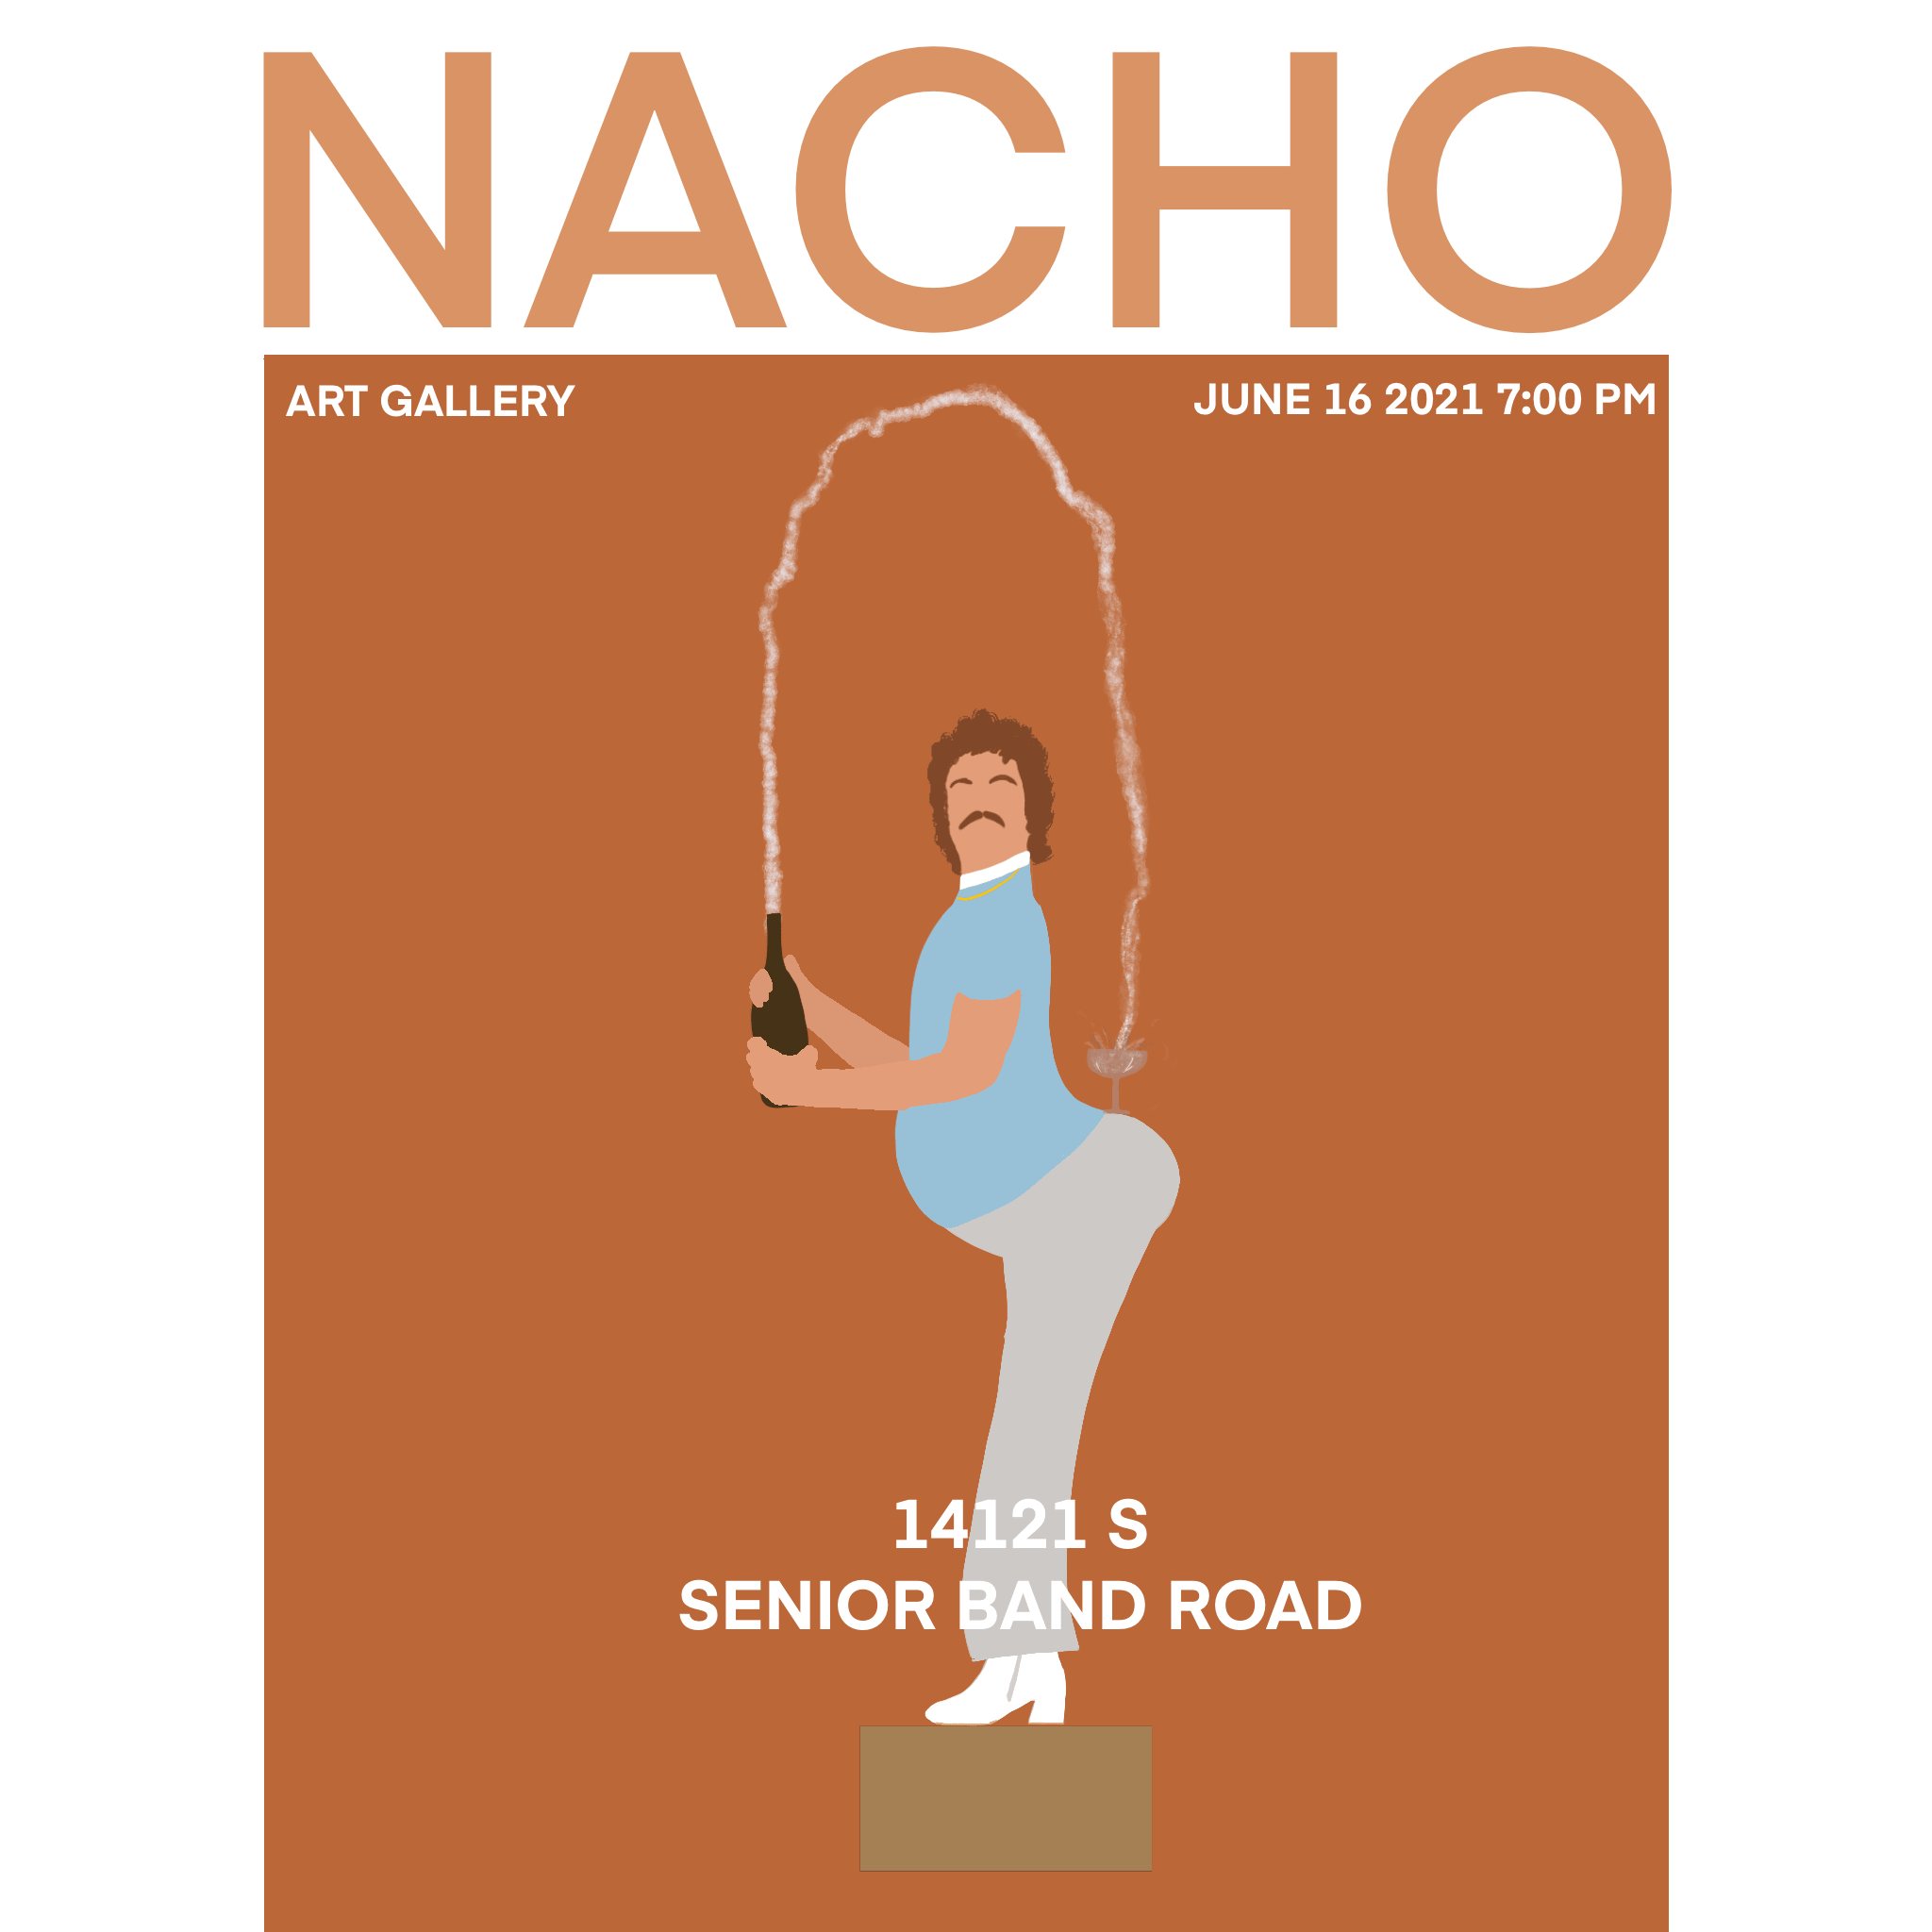 NACHO
ART GALLERY
JUNE 16 2021 7:00 PM
14121 S
SENIOR BAND ROAD